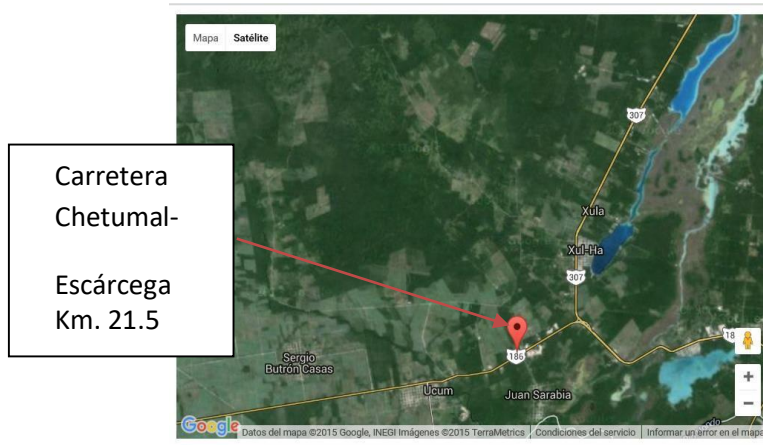 Mapa Satélite
307
Carretera
Chetumal-
Escárcega
Km. 21.5
Xula
Xul-Ha
307
186
Sergio
Butrón Casas
Ucum
Juan Sarabia
+
−
Google Datos del mapa ©2015 Google, INEGI Imágenes ©2015 TerraMetrics Condiciones del servicio Informar un error en el mapa